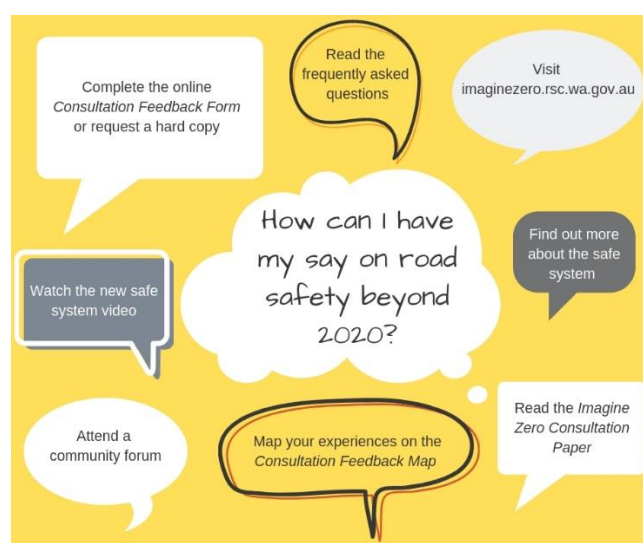 Complete the online
Consultation Feedback Form
or request a hard copy
Read the
frequently asked
questions
Visit
imaginezero.rsc.wa.gov.au
How can I have
my say on road
safety beyond
2020?
Watch the new safe
system video
Find out more
about the safe
system
Attend a
community forum
Map your experiences on the
Consultation Feedback Map
Read the Imagine
Zero Consultation
Paper